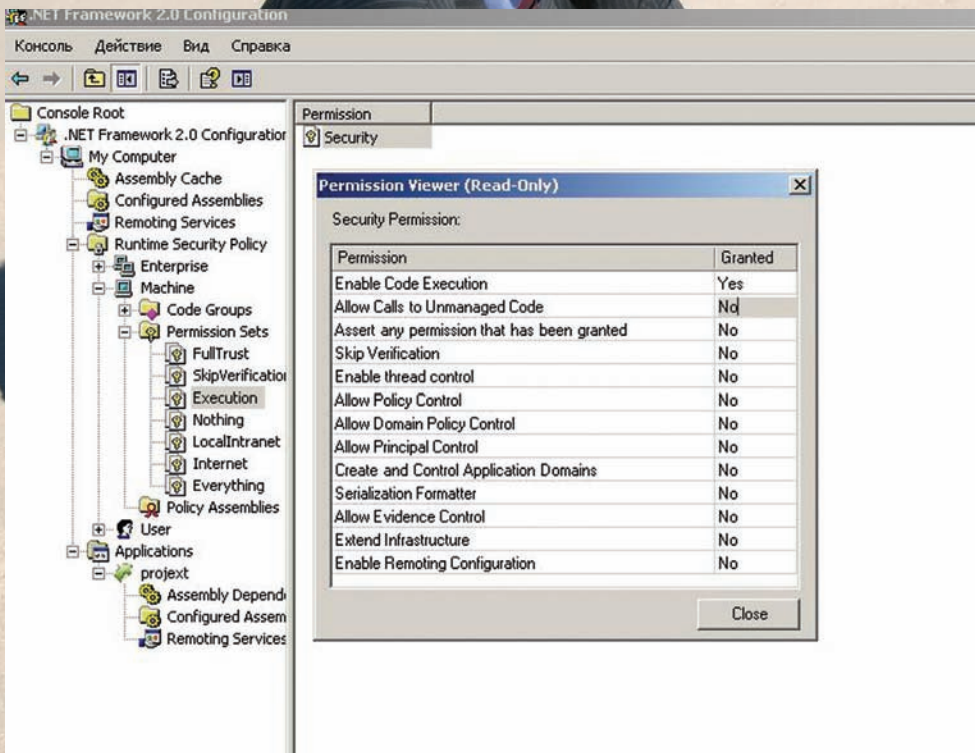 .NET Framework 2.0 Configuration
Консоль Действие Вид Справка
Console Root
.NET Framework 2.0 Configuration
My Computer
Assembly Cache
Configured Assemblies
Remoting Services
Runtime Security Policy
Enterprise
Machine
Code Groups
Permission Sets
FullTrust
SkipVerification
Execution
Nothing
LocalIntranet
Internet
Everything
Policy Assemblies
User
Applications
projext
Assembly Depende
Configured Assem
Remoting Services
Permission
Security
Permission Viewer (Read-Only)
Security Permission:
Permission Granted
Enable Code Execution Yes
Allow Calls to Unmanaged Code No
Assert any permission that has been granted No
Skip Verification No
Enable thread control No
Allow Policy Control No
Allow Domain Policy Control No
Allow Principal Control No
Create and Control Application Domains No
Serialization Formatter No
Allow Evidence Control No
Extend Infrastructure No
Enable Remoting Configuration No
Close